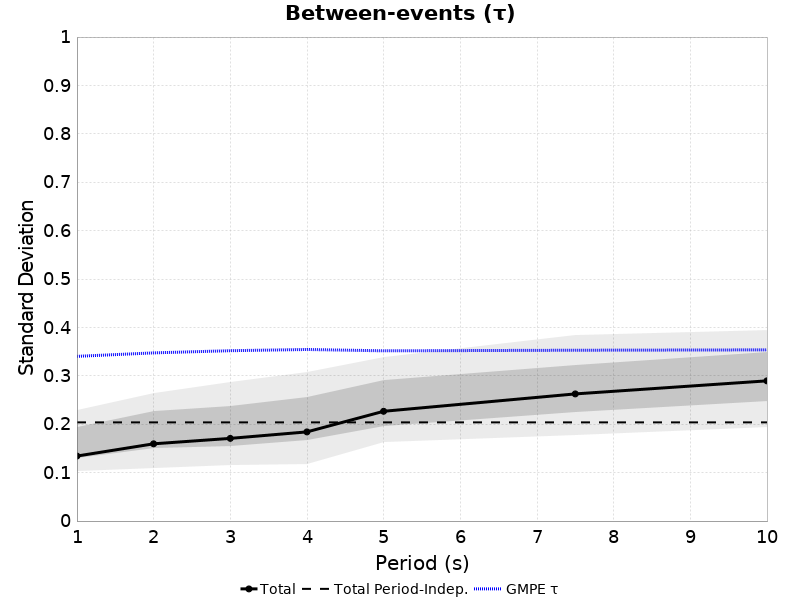 Between-events (τ)
Standard Deviation
1
0.9
0.8
0.7
0.6
0.5
0.4
0.3
0.2
0.1
0
1 2 3 4 5 6 7 8 9 10
Period (s)
Total Total Period-Indep. GMPE τ